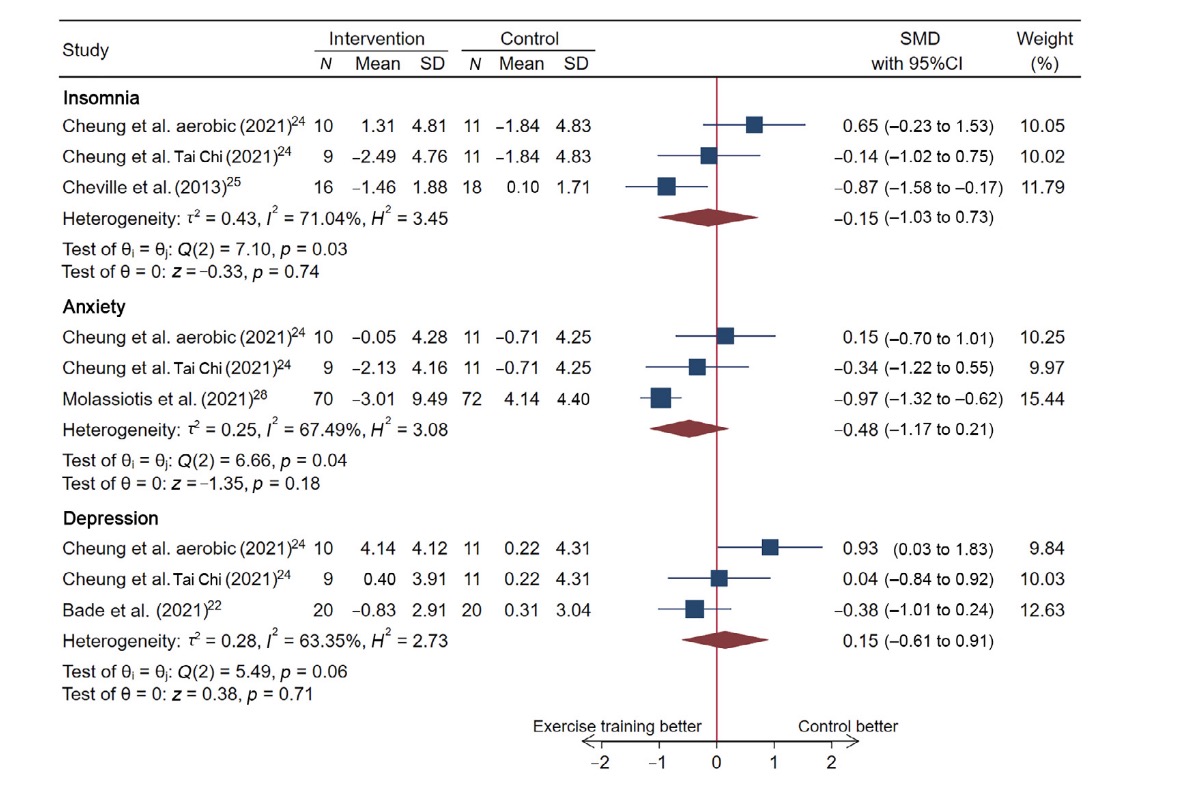 Study Intervention Control SMD Weight
N Mean SD N Mean SD with 95%CI (%)
Insomnia
Cheung et al. aerobic (2021)24 10 1.31 4.81 11 −1.84 4.83 0.65 (−0.23 to 1.53) 10.05
Cheung et al. Tai Chi (2021)24 9 −2.49 4.76 11 −1.84 4.83 −0.14 (−1.02 to 0.75) 10.02
Cheville et al. (2013)25 16 −1.46 1.88 18 0.10 1.71 −0.87 (−1.58 to −0.17) 11.79
Heterogeneity: τ² = 0.43, I² = 71.04%, H² = 3.45 −0.15 (−1.03 to 0.73)
Test of θi = θj: Q(2) = 7.10, p = 0.03
Test of θ = 0: z = −0.33, p = 0.74
Anxiety
Cheung et al. aerobic (2021)24 10 −0.05 4.28 11 −0.71 4.25 0.15 (−0.70 to 1.01) 10.25
Cheung et al. Tai Chi (2021)24 9 −2.13 4.16 11 −0.71 4.25 −0.34 (−1.22 to 0.55) 9.97
Molassiotis et al. (2021)28 70 −3.01 9.49 72 4.14 4.40 −0.97 (−1.32 to −0.62) 15.44
Heterogeneity: τ² = 0.25, I² = 67.49%, H² = 3.08 −0.48 (−1.17 to 0.21)
Test of θi = θj: Q(2) = 6.66, p = 0.04
Test of θ = 0: z = −1.35, p = 0.18
Depression
Cheung et al. aerobic (2021)24 10 4.14 4.12 11 0.22 4.31 0.93 (0.03 to 1.83) 9.84
Cheung et al. Tai Chi (2021)24 9 0.40 3.91 11 0.22 4.31 0.04 (−0.84 to 0.92) 10.03
Bade et al. (2021)22 20 −0.83 2.91 20 0.31 3.04 −0.38 (−1.01 to 0.24) 12.63
Heterogeneity: τ² = 0.28, I² = 63.35%, H² = 2.73 0.15 (−0.61 to 0.91)
Test of θi = θj: Q(2) = 5.49, p = 0.06
Test of θ = 0: z = 0.38, p = 0.71
Exercise training better Control better
−2 −1 0 1 2